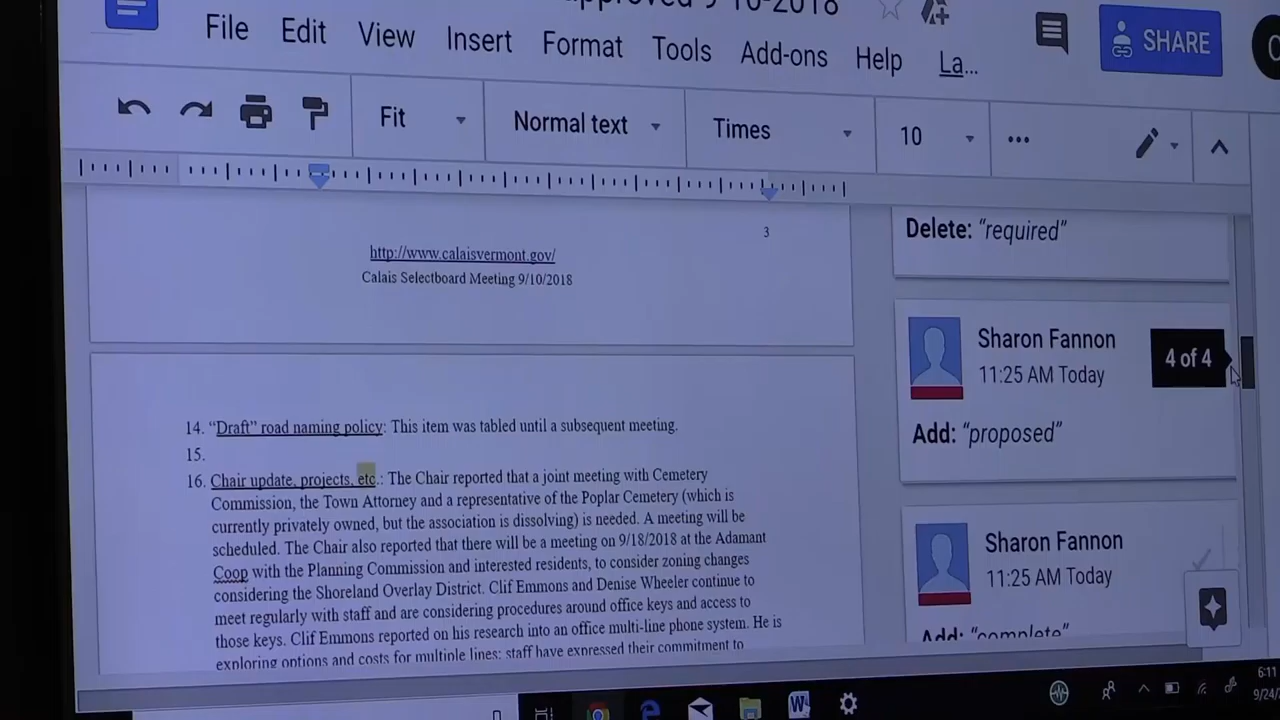 approved 9-10-2018
File Edit View Insert Format Tools Add-ons Help La...
SHARE
Fit Normal text Times 10
3
http://www.calaisvermont.gov/
Calais Selectboard Meeting 9/10/2018
14. “Draft” road naming policy: This item was tabled until a subsequent meeting.
15.
16. Chair update, projects, etc.: The Chair reported that a joint meeting with Cemetery
Commission, the Town Attorney and a representative of the Poplar Cemetery (which is
currently privately owned, but the association is dissolving) is needed. A meeting will be
scheduled. The Chair also reported that there will be a meeting on 9/18/2018 at the Adamant
Coop with the Planning Commission and interested residents, to consider zoning changes
considering the Shoreland Overlay District. Clif Emmons and Denise Wheeler continue to
meet regularly with staff and are considering procedures around office keys and access to
those keys. Clif Emmons reported on his research into an office multi-line phone system. He is
exploring options and costs for multiple lines; staff have expressed their commitment to
Delete: “required”
Sharon Fannon
11:25 AM Today
4 of 4
Add: “proposed”
Sharon Fannon
11:25 AM Today
Add: “complete”
6:11
9/24/